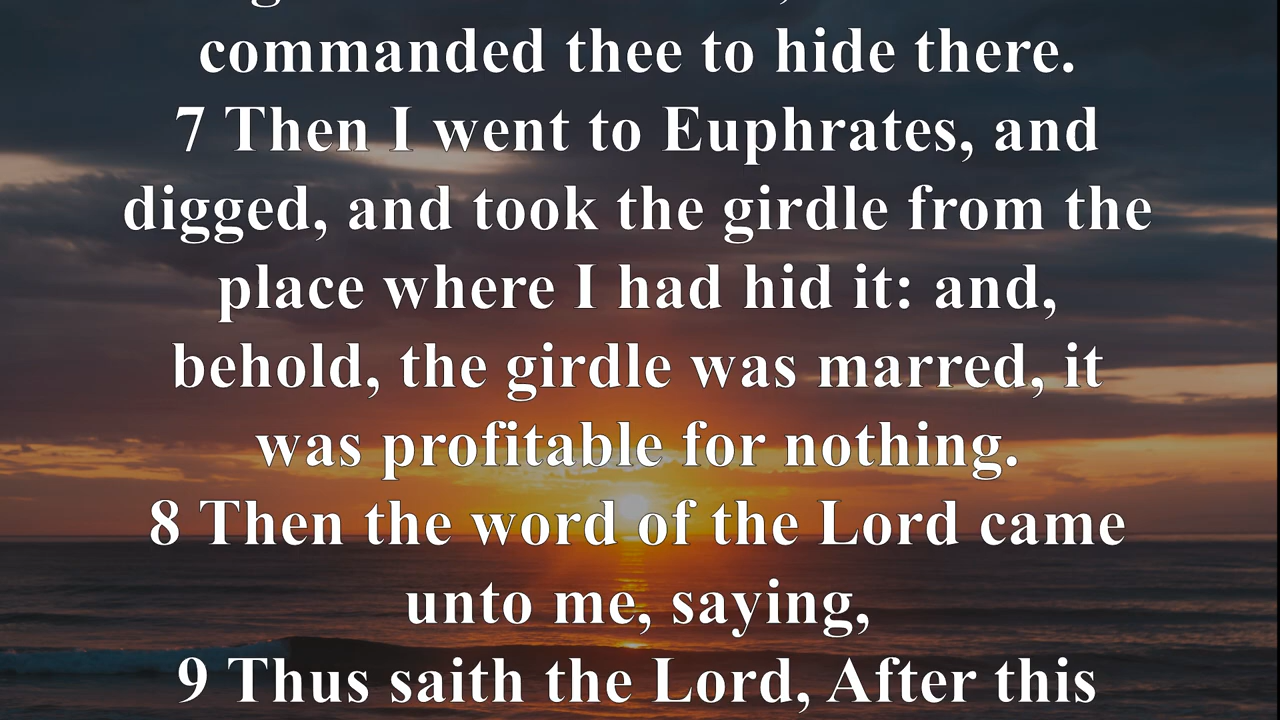 commanded thee to hide there.
7 Then I went to Euphrates, and
digged, and took the girdle from the
place where I had hid it: and,
behold, the girdle was marred, it
was profitable for nothing.
8 Then the word of the Lord came
unto me, saying,
9 Thus saith the Lord, After this